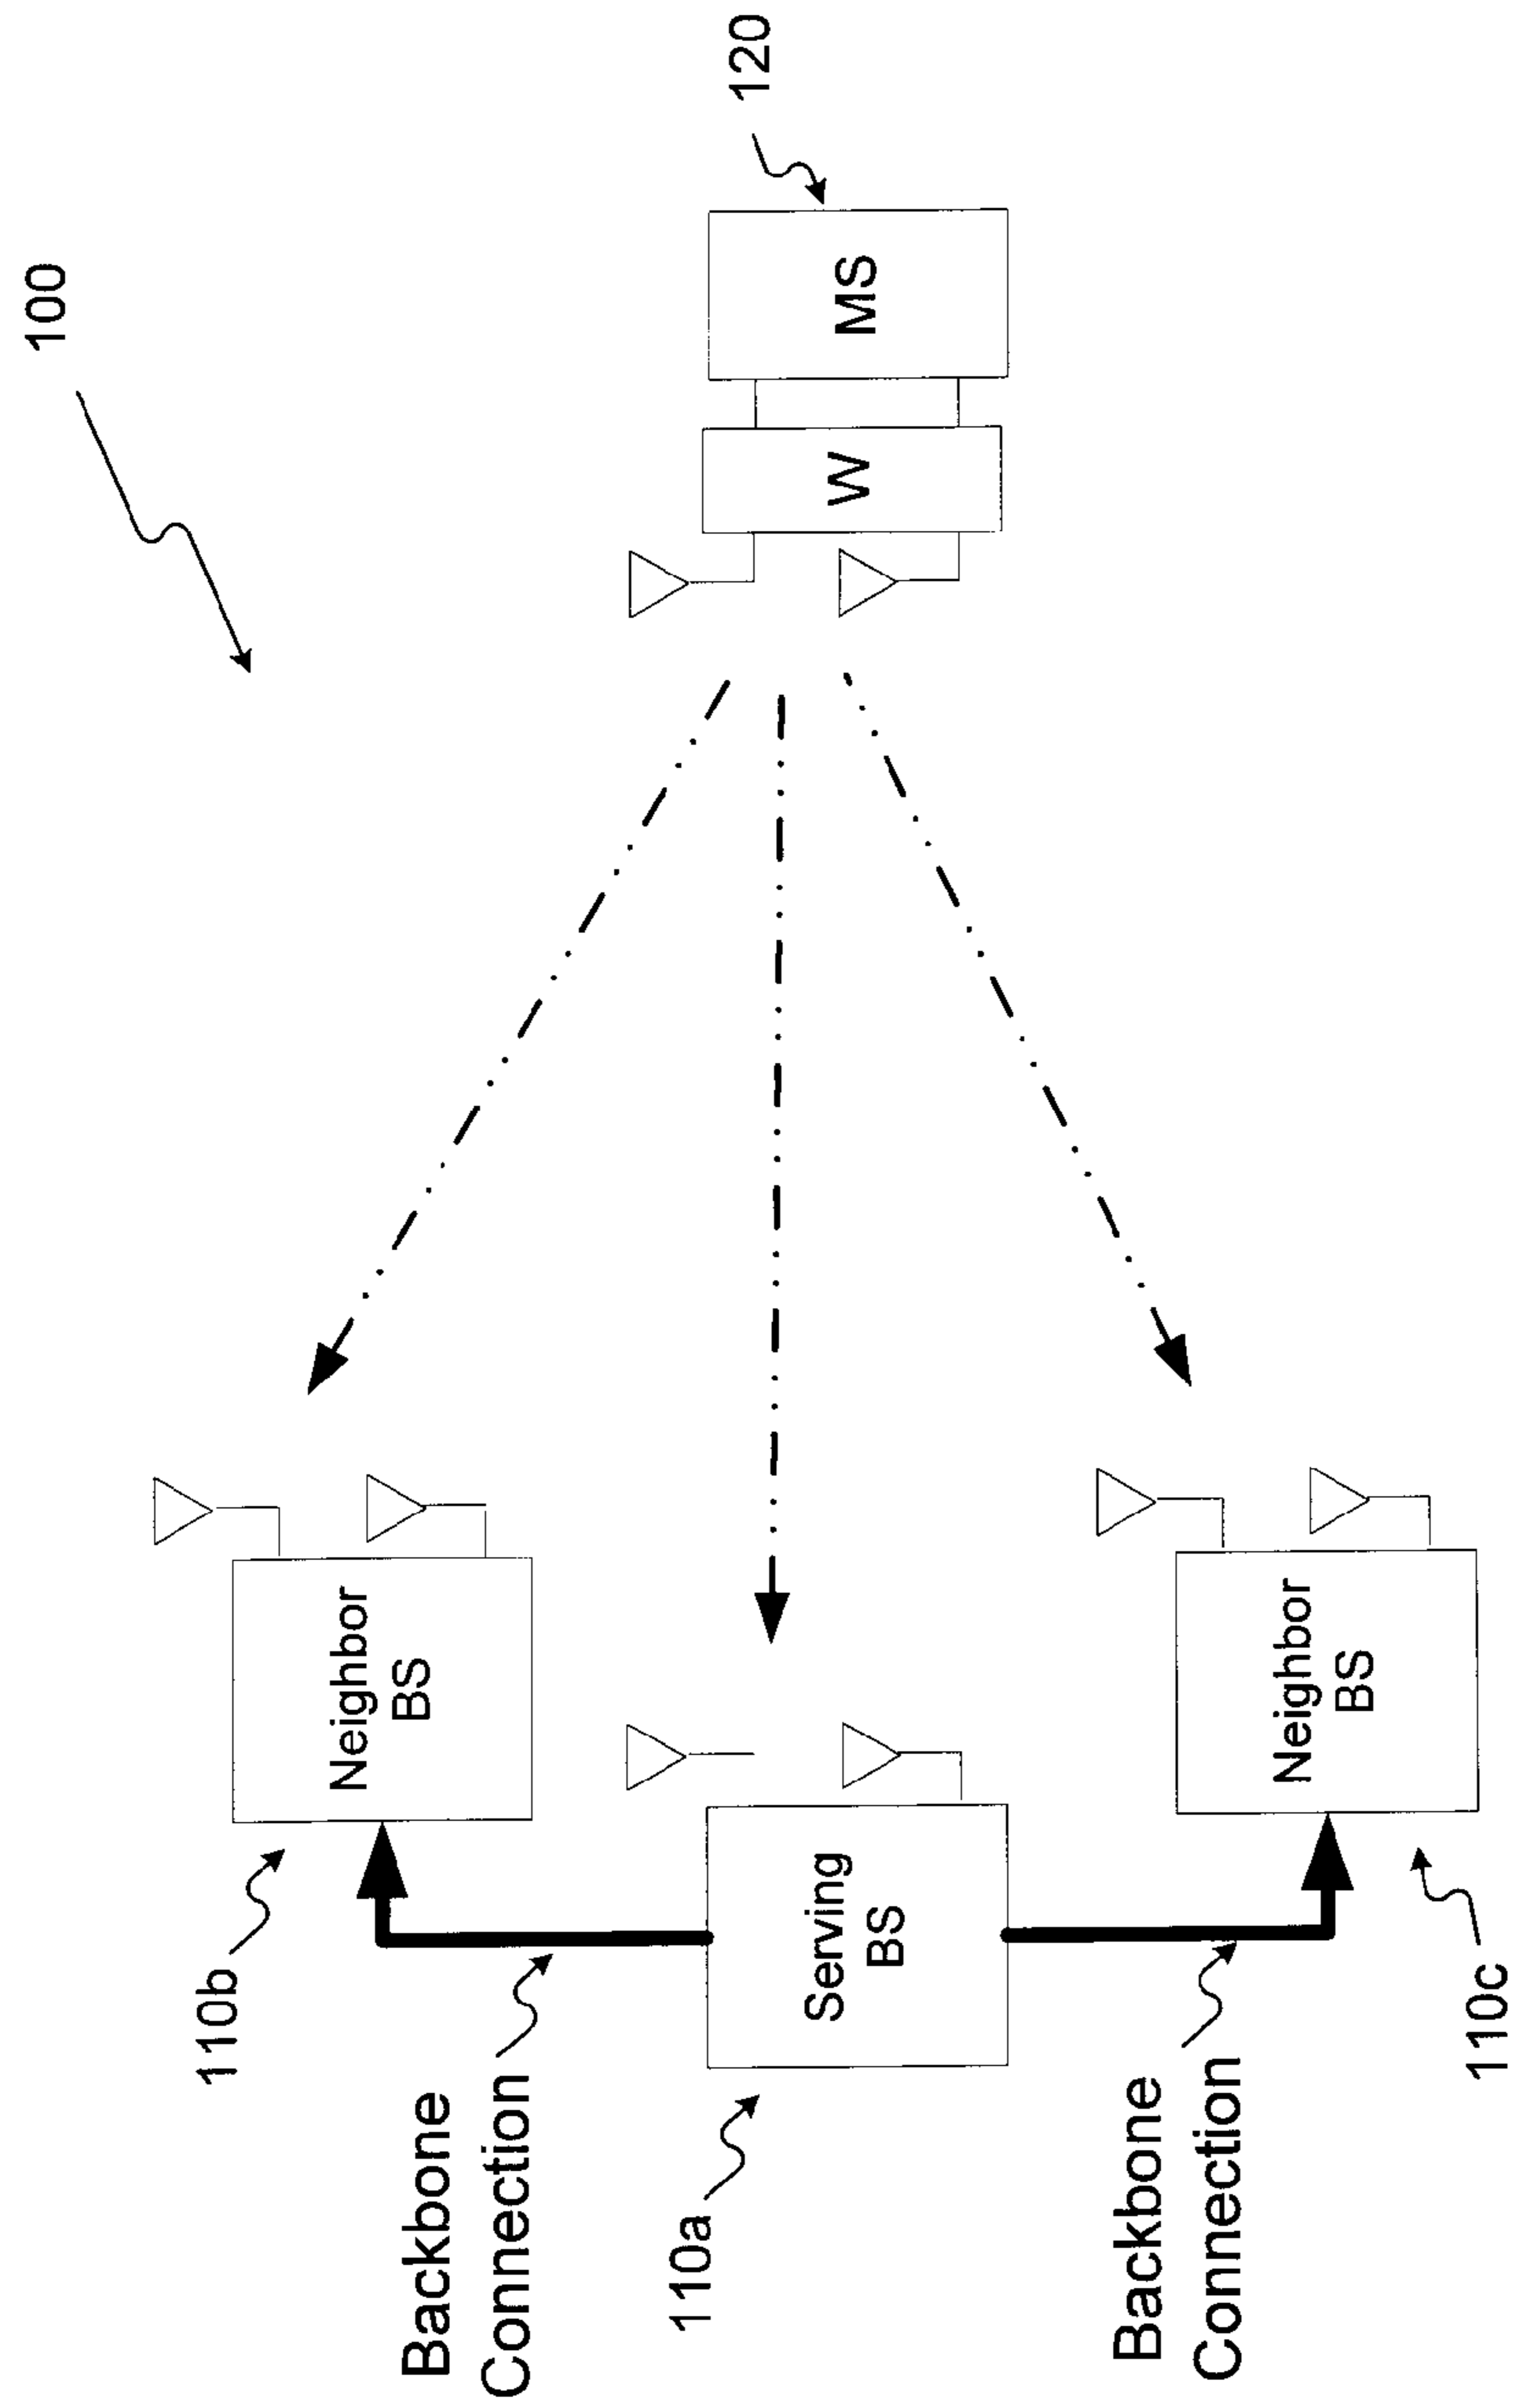 100
120
MS
W
Neighbor
BS
110b
Backbone
Connection
Serving
BS
110a
Neighbor
BS
110c
Backbone
Connection